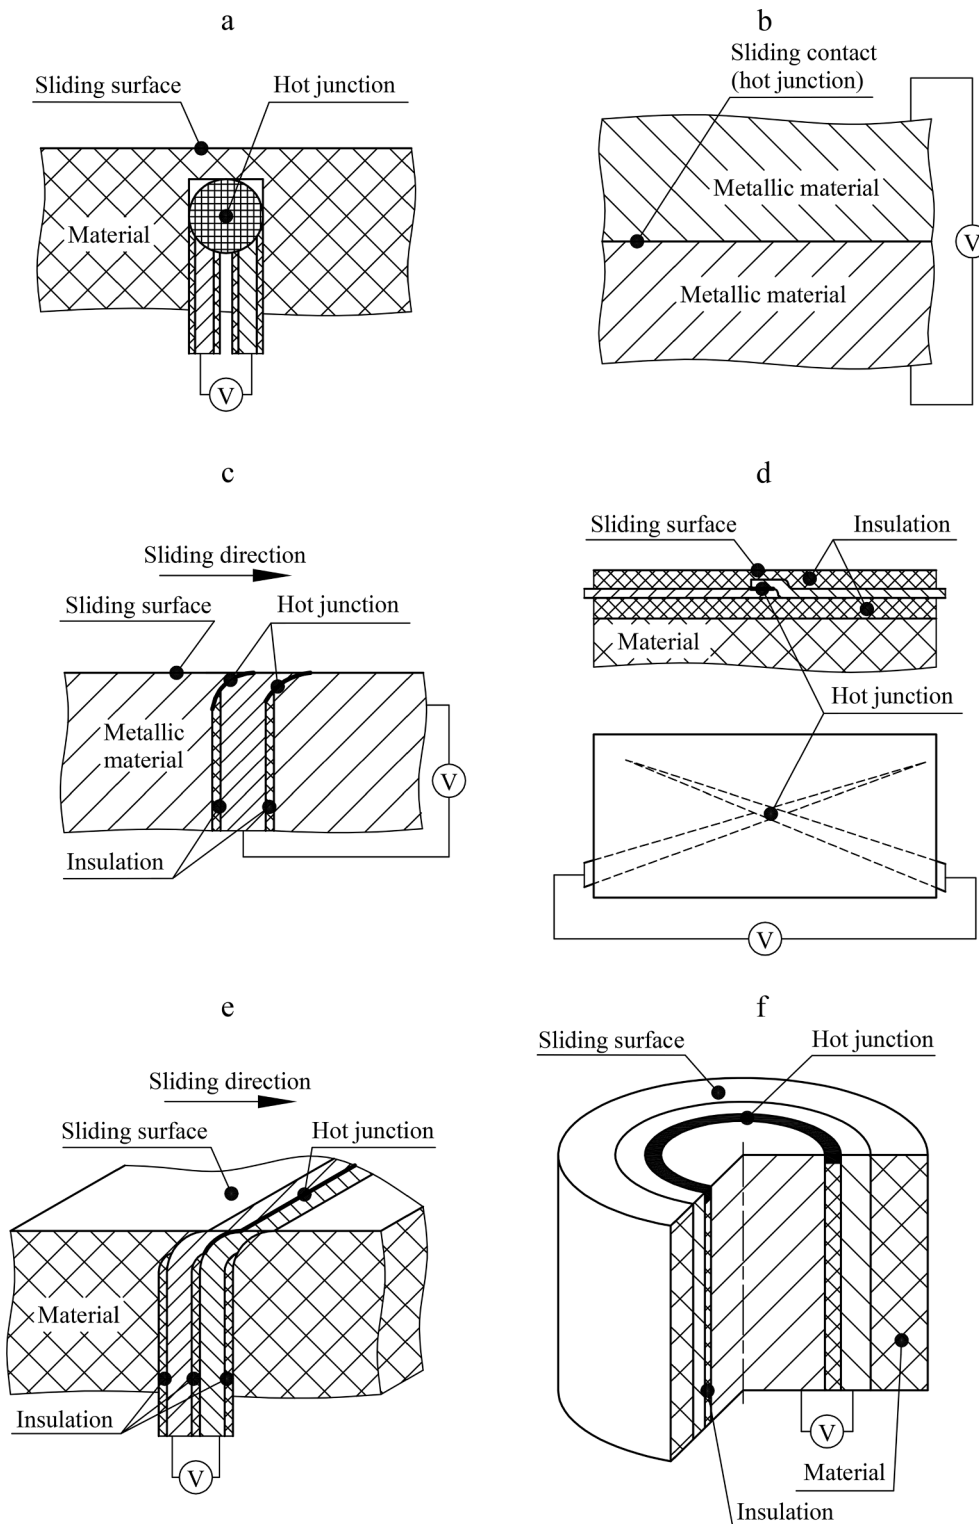 a
Sliding surface
Hot junction
Material
V
b
Sliding contact
(hot junction)
Metallic material
Metallic material
V
c
Sliding direction
Sliding surface
Hot junction
Metallic
material
V
Insulation
d
Sliding surface
Insulation
Material
Hot junction
V
e
Sliding direction
Sliding surface
Hot junction
Material
Insulation
V
f
Sliding surface
Hot junction
V
Material
Insulation